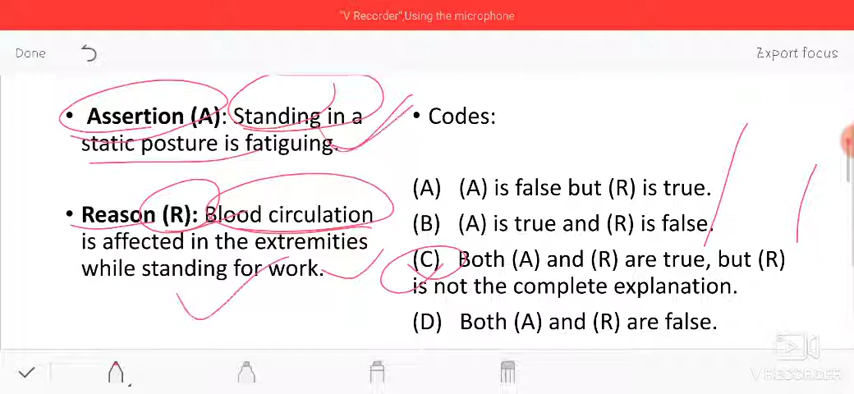 "V Recorder",Using the microphone
Done
Export focus
• Assertion (A): Standing in a
static posture is fatiguing.
• Reason (R): Blood circulation
is affected in the extremities
while standing for work.
• Codes:
(A) (A) is false but (R) is true.
(B) (A) is true and (R) is false.
(C) Both (A) and (R) are true, but (R)
is not the complete explanation.
(D) Both (A) and (R) are false.
V RECORDER